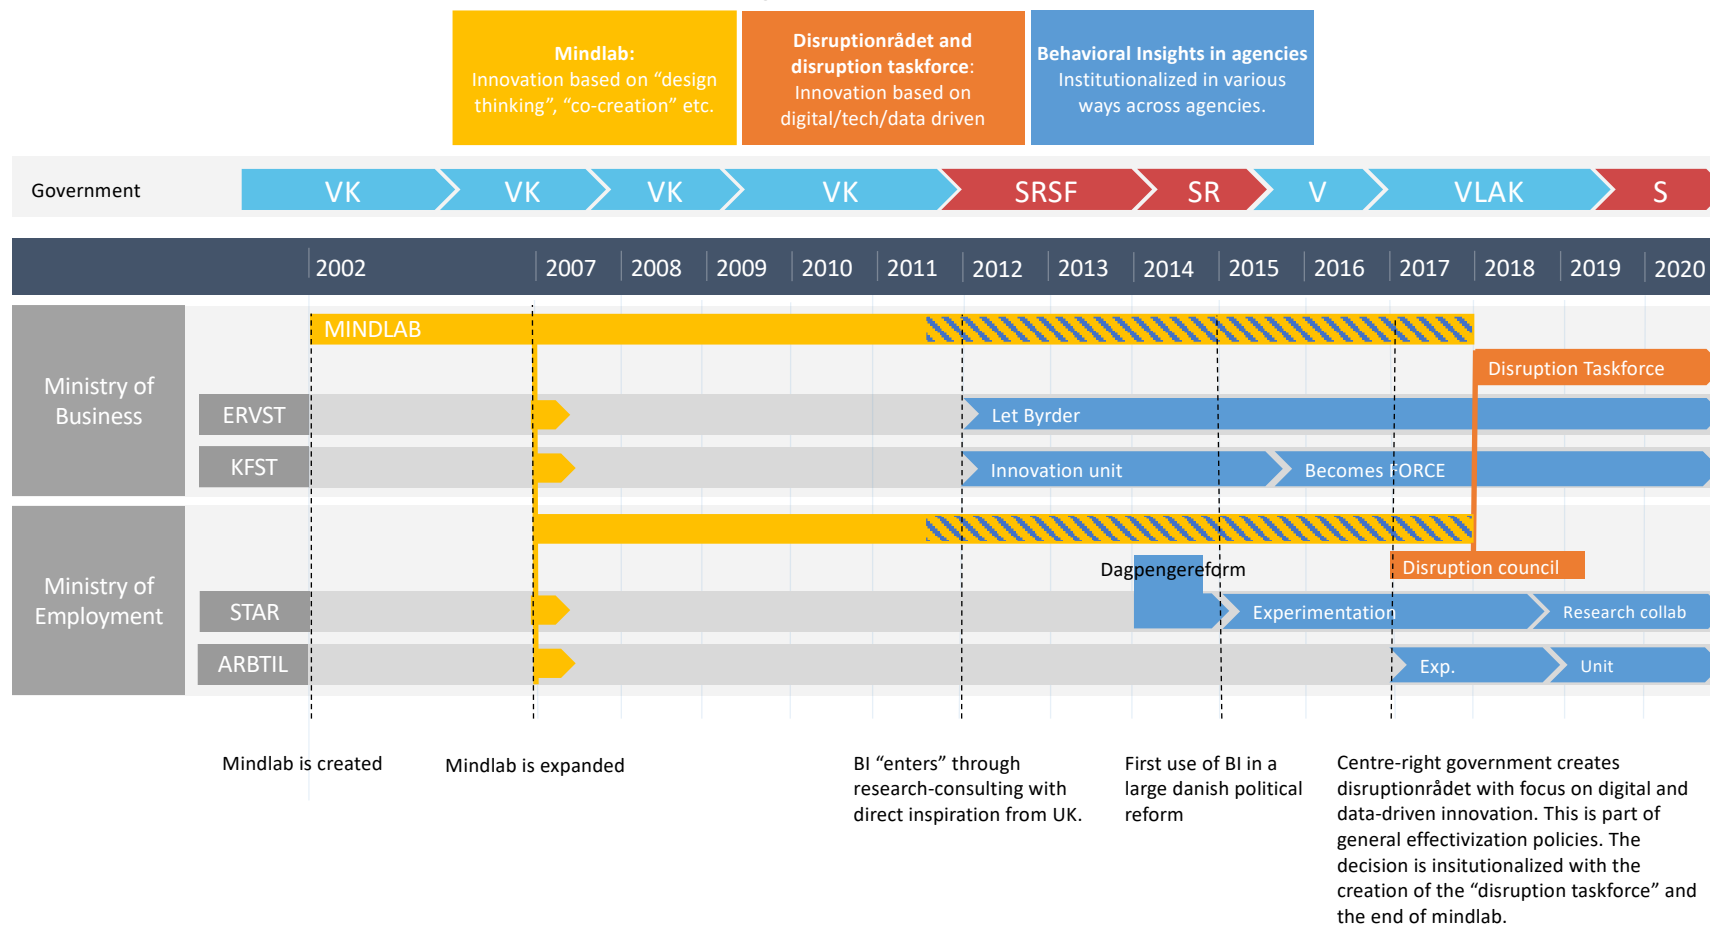 Mindlab:
Innovation based on “design
thinking”, “co-creation” etc.
Disruptionrådet and
disruption taskforce:
Innovation based on
digital/tech/data driven
Behavioral Insights in agencies
Institutionalized in various
ways across agencies.
Government
VK
VK
VK
VK
SRSF
SR
V
VLAK
S
2002
2007
2008
2009
2010
2011
2012
2013
2014
2015
2016
2017
2018
2019
2020
Ministry of
Business
MINDLAB
Disruption Taskforce
ERVST
Let Byrder
KFST
Innovation unit
Becomes FORCE
Ministry of
Employment
Dagpengereform
Disruption council
STAR
Experimentation
Research collab
ARBTIL
Exp.
Unit
Mindlab is created
Mindlab is expanded
BI “enters” through
research-consulting with
direct inspiration from UK.
First use of BI in a
large danish political
reform
Centre-right government creates
disruptionrådet with focus on digital and
data-driven innovation. This is part of
general effectivization policies. The
decision is insitutionalized with the
creation of the “disruption taskforce” and
the end of mindlab.